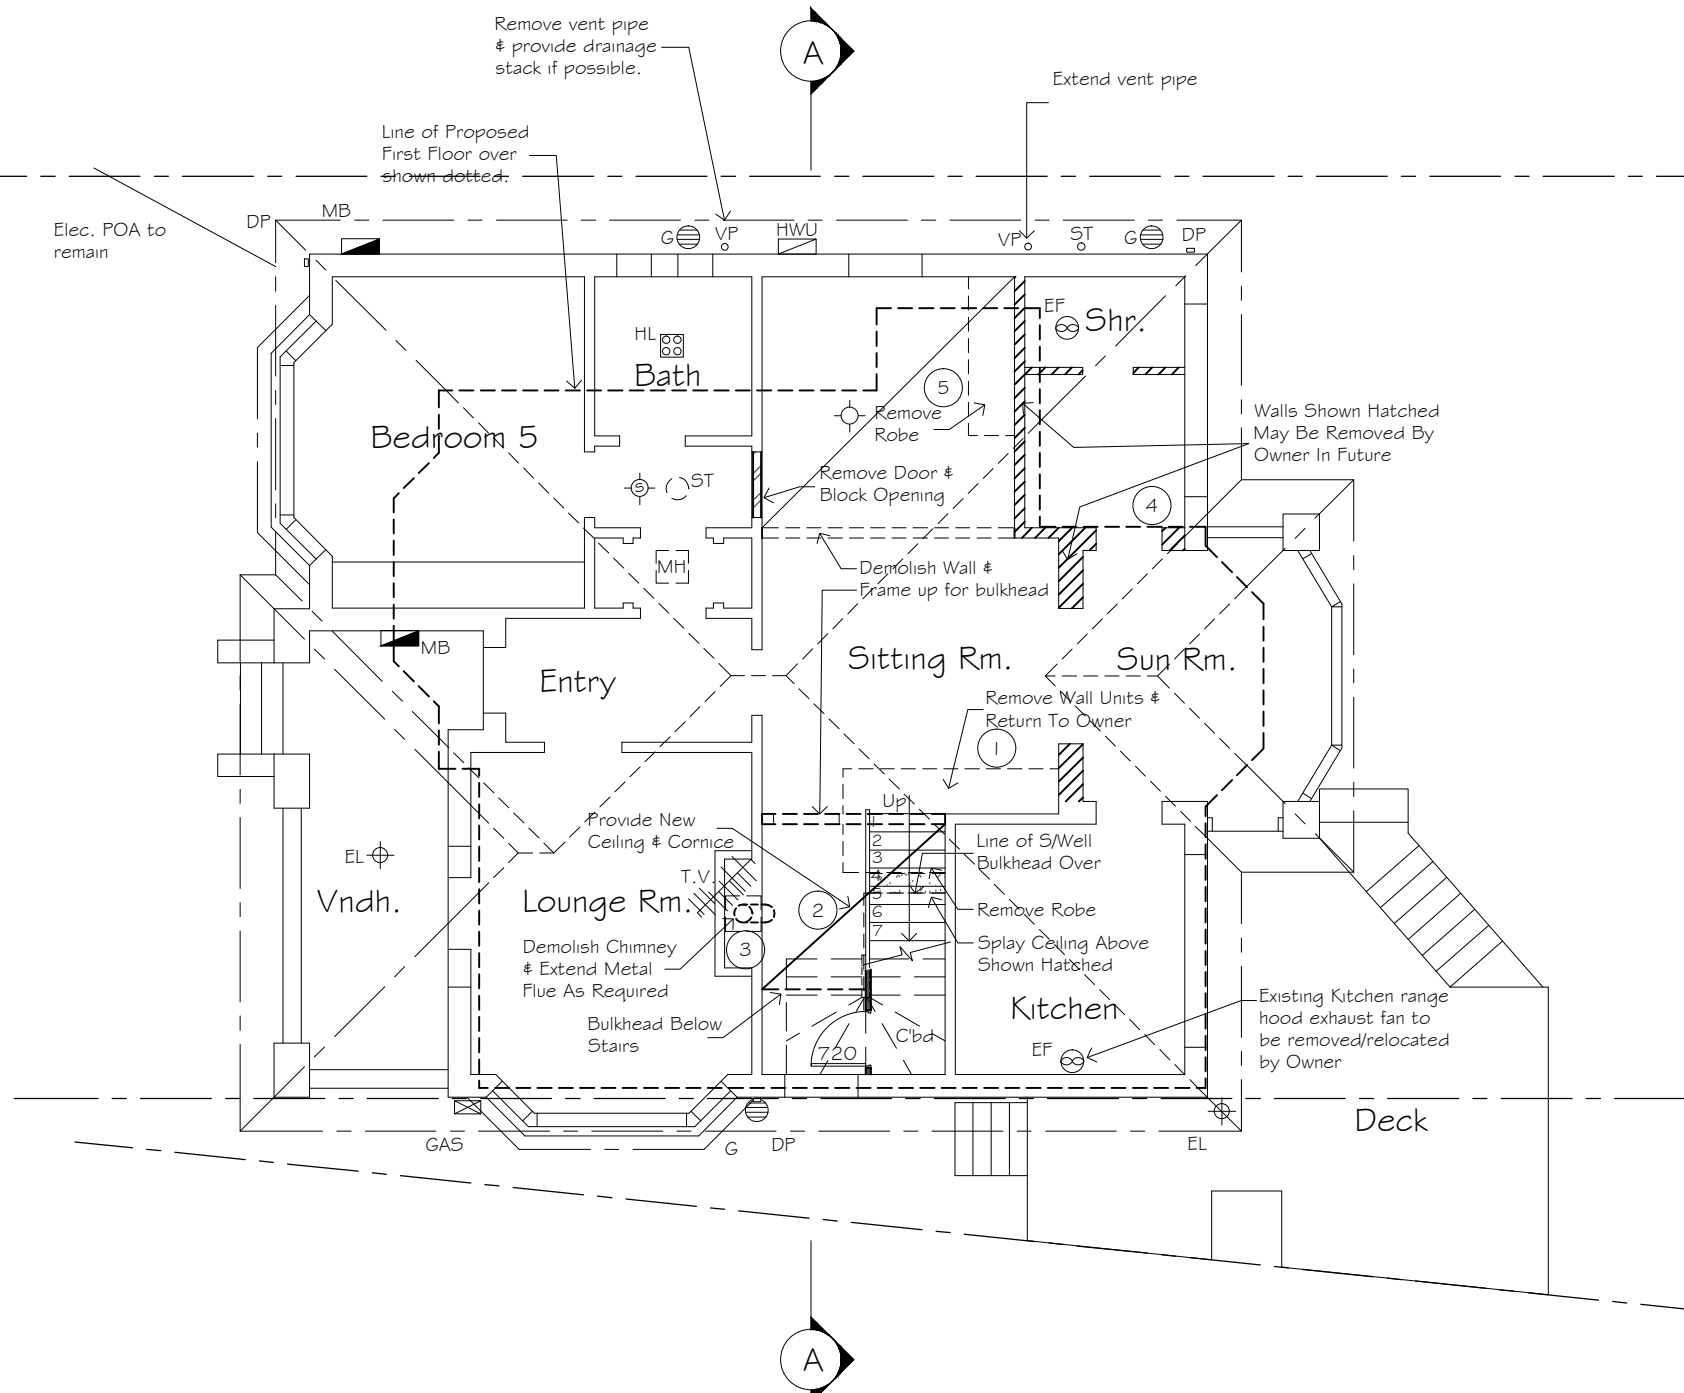 Remove vent pipe
& provide drainage
stack if possible.
A
Extend vent pipe
Line of Proposed
First Floor over
shown dotted.
Elec. POA to
remain
DP
MB
G
VP
HWU
VP
ST
G
DP
EF
Shr.
HL
Bath
5
Remove
Robe
Walls Shown Hatched
May Be Removed By
Owner In Future
Bedroom 5
S
ST
Remove Door &
Block Opening
4
MH
Demolish Wall &
Frame up for bulkhead
MB
Entry
Sitting Rm.
Sun Rm.
Remove Wall Units &
Return To Owner
1
Up
Provide New
Ceiling & Cornice
1
2
3
4
5
6
7
Line of S/Well
Bulkhead Over
EL
Vndh.
T.V.
Lounge Rm.
2
Remove Robe
Demolish Chimney
& Extend Metal
Flue As Required
3
Splay Ceiling Above
Shown Hatched
Bulkhead Below
Stairs
720
C'bd
Kitchen
EF
Existing Kitchen range
hood exhaust fan to
be removed/relocated
by Owner
Deck
GAS
G
DP
EL
A